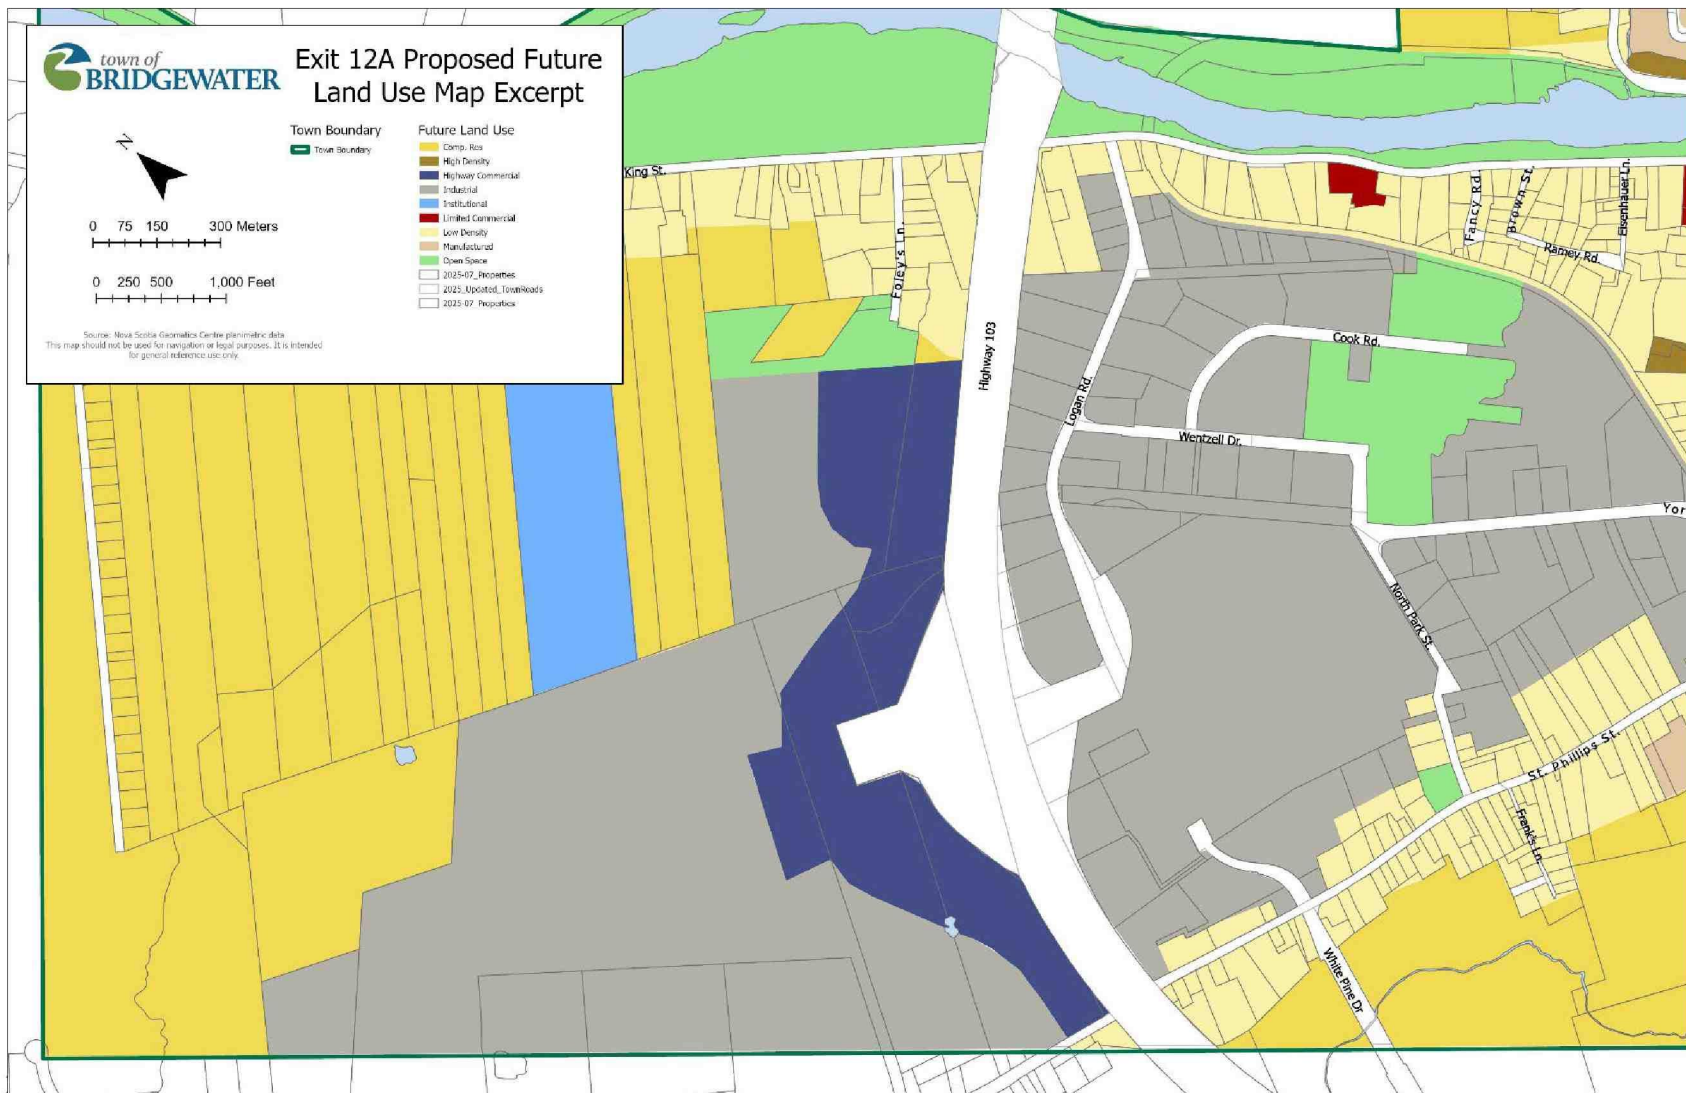 town of
BRIDGEWATER
Exit 12A Proposed Future
Land Use Map Excerpt
N
Town Boundary
Town Boundary
Future Land Use
Comp. Res
High Density
Highway Commercial
Industrial
Institutional
Limited Commercial
Low Density
Manufactured
Open Space
2025-07_Properties
2025_Updated_TownRoads
2025-07 Properties
0 75 150 300 Meters
0 250 500 1,000 Feet
Source: Nova Scotia Geomatics Centre planimetric data
This map should not be used for navigation or legal purposes. It is intended
for general reference use only.
King St.
Foley's Ln.
Highway 103
Logan Rd.
Cook Rd.
Wentzell Dr.
Fancy Rd.
Brown St.
Eisenhauer Ln.
Ramey Rd.
Yor
North Park St.
St. Phillips St.
Frank's Ln.
White Pine Dr